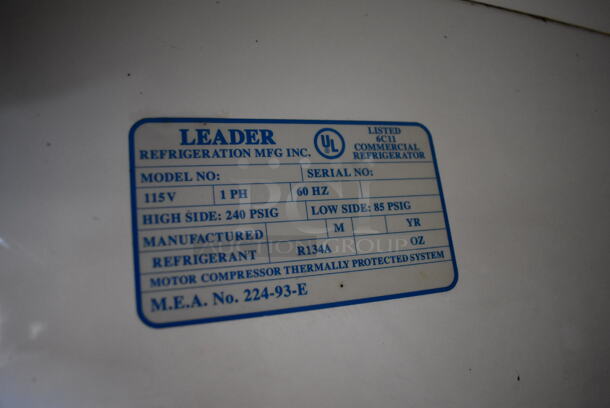 LEADER
REFRIGERATION MFG INC.
UL
LISTED
6C11
COMMERCIAL
REFRIGERATOR
MODEL NO: SERIAL NO:
115V 1 PH 60 HZ
HIGH SIDE: 240 PSIG LOW SIDE: 85 PSIG
MANUFACTURED M YR
REFRIGERANT R134A OZ
MOTOR COMPRESSOR THERMALLY PROTECTED SYSTEM
M.E.A. No. 224-93-E
AUCTION GROUP